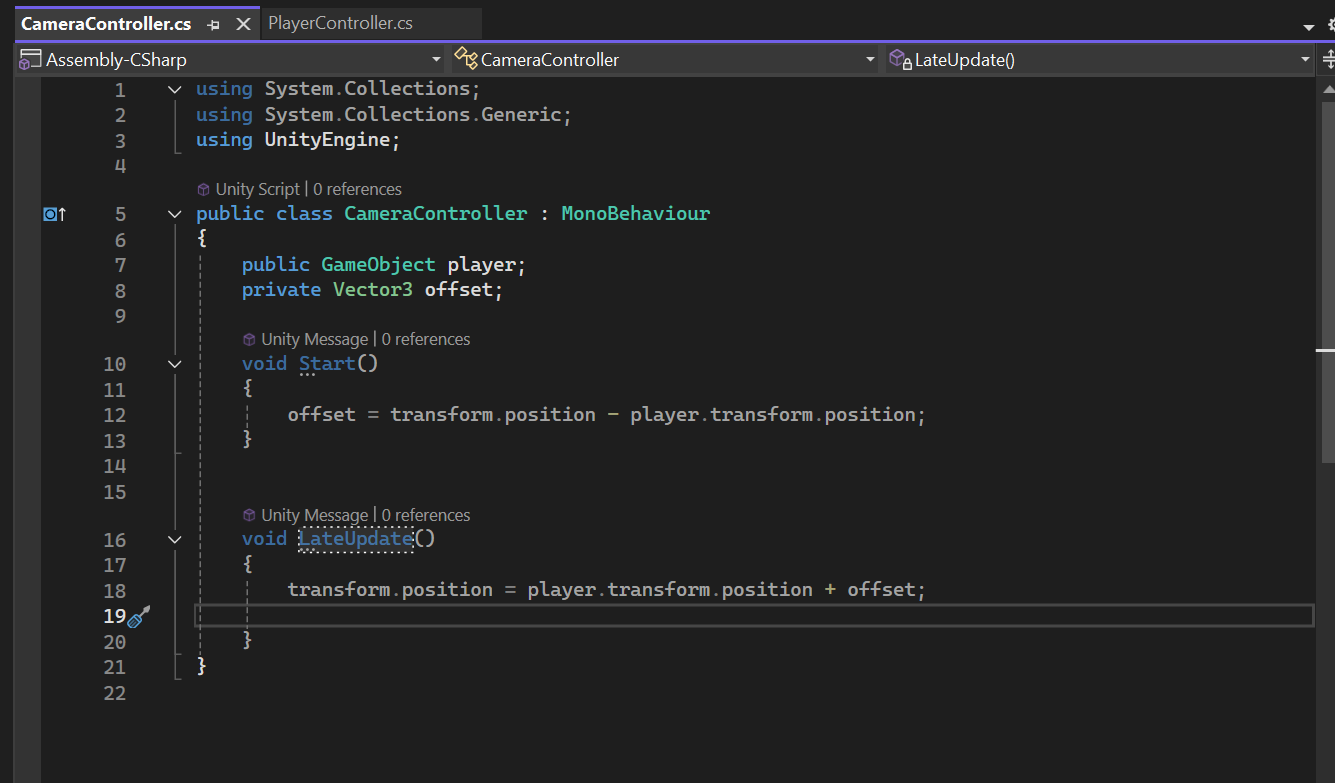 CameraController.cs PlayerController.cs
Assembly-CSharp CameraController LateUpdate()
1 using System.Collections;
2 using System.Collections.Generic;
3 using UnityEngine;
4
Unity Script | 0 references
5 public class CameraController : MonoBehaviour
6 {
7 public GameObject player;
8 private Vector3 offset;
9
Unity Message | 0 references
10 void Start()
11 {
12 offset = transform.position - player.transform.position;
13 }
14
15
Unity Message | 0 references
16 void LateUpdate()
17 {
18 transform.position = player.transform.position + offset;
19
20 }
21 }
22